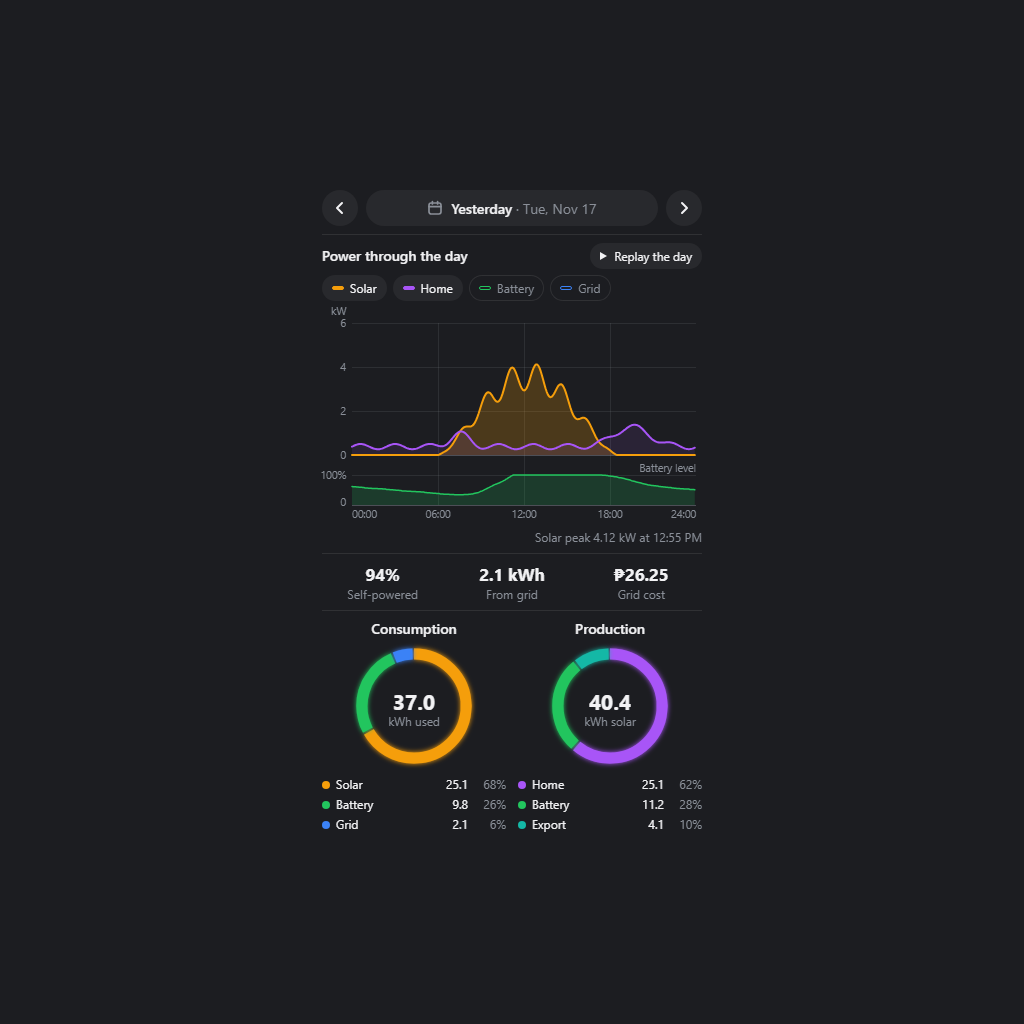 Yesterday · Tue, Nov 17
Power through the day
Replay the day
Solar Home Battery Grid
kW
6
4
2
0
Battery level
100%
0
00:00 06:00 12:00 18:00 24:00
Solar peak 4.12 kW at 12:55 PM
94% 2.1 kWh ₱26.25
Self-powered From grid Grid cost
Consumption Production
37.0 40.4
kWh used kWh solar
Solar 25.1 68% Home 25.1 62%
Battery 9.8 26% Battery 11.2 28%
Grid 2.1 6% Export 4.1 10%